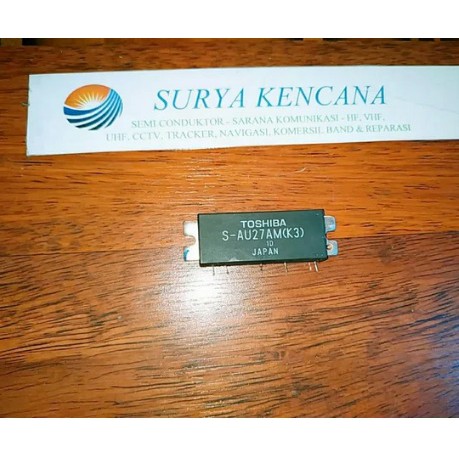 SURYA KENCANA
SEMI CONDUKTOR - SARANA KOMUNIKASI - HF, VHF,
UHF, CCTV, TRACKER, NAVIGASI, KOMERSIL BAND & REPARASI
TOSHIBA
S-AU27AM(K3)
1D
JAPAN